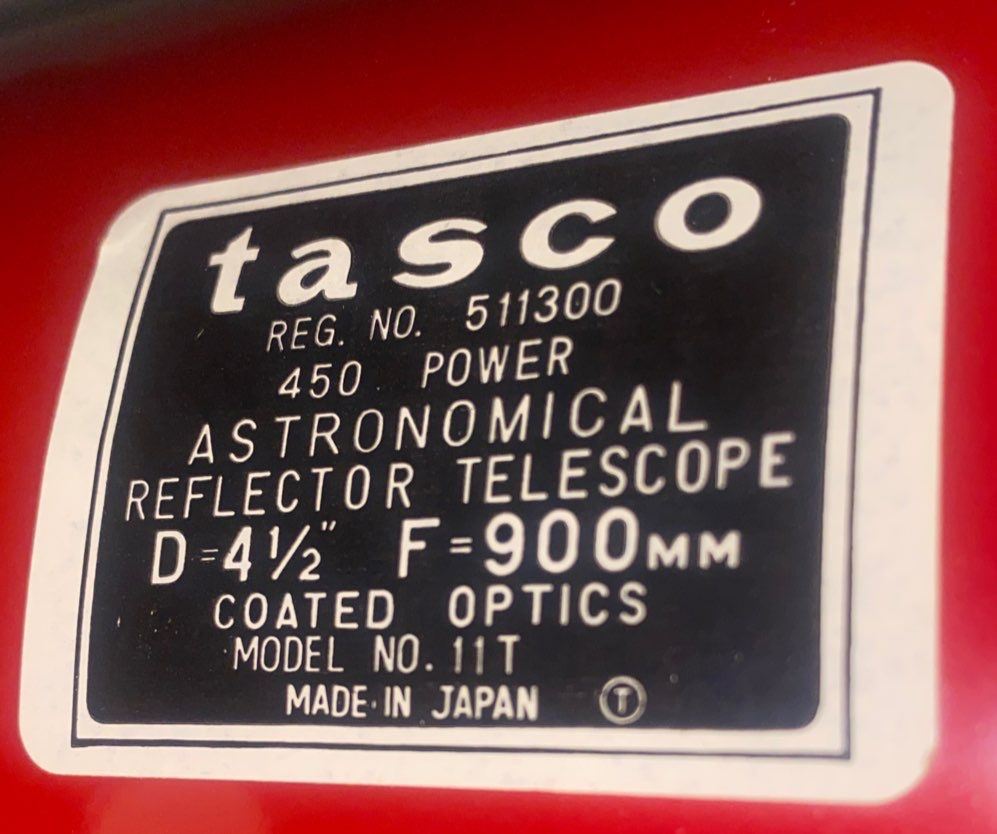 tasco
REG. NO. 511300
450 POWER
ASTRONOMICAL
REFLECTOR TELESCOPE
D=4½" F=900MM
COATED OPTICS
MODEL NO. 11T
MADE IN JAPAN Ⓣ